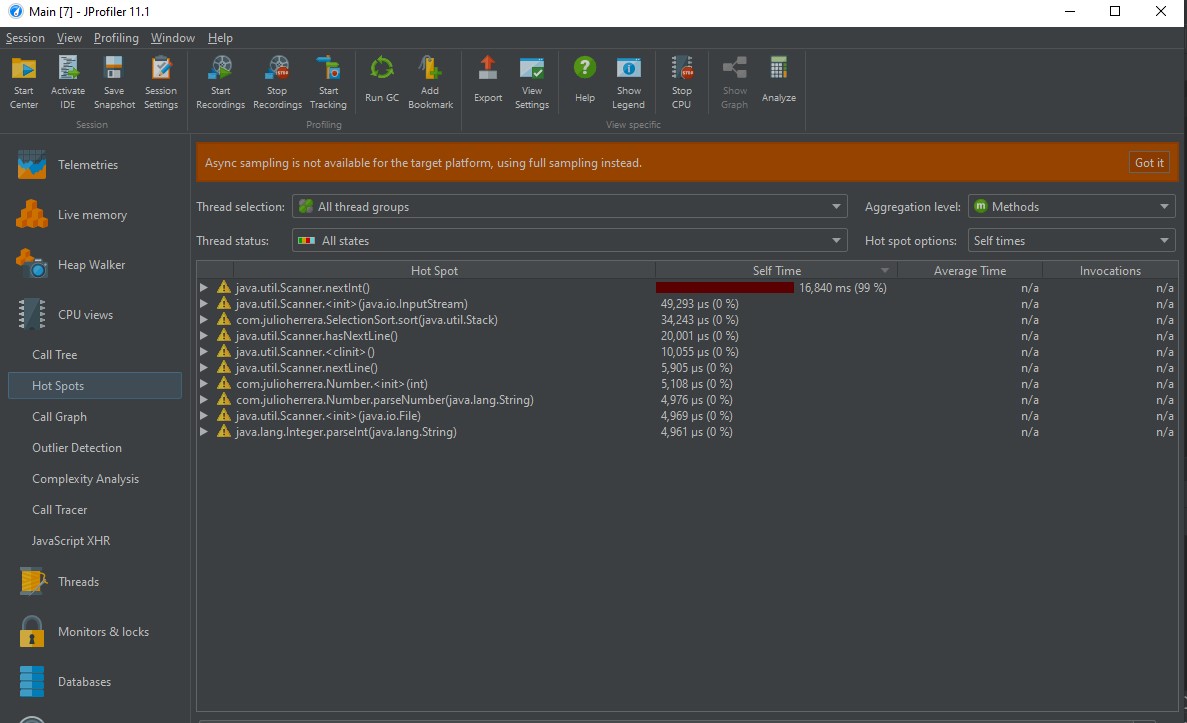 Main [7] - JProfiler 11.1
Session View Profiling Window Help
Start Center
Activate IDE
Save Snapshot
Session Settings
Start Recordings
Stop Recordings
Start Tracking
Run GC
Add Bookmark
Export
View Settings
Help
Show Legend
Stop CPU
Show Graph
Analyze
Session
Profiling
View specific
Telemetries
Live memory
Heap Walker
CPU views
Call Tree
Hot Spots
Call Graph
Outlier Detection
Complexity Analysis
Call Tracer
JavaScript XHR
Threads
Monitors & locks
Databases
Async sampling is not available for the target platform, using full sampling instead. Got it
Thread selection: All thread groups Aggregation level: m Methods
Thread status: All states Hot spot options: Self times
Hot Spot Self Time Average Time Invocations
java.util.Scanner.nextInt() 16,840 ms (99 %) n/a n/a
java.util.Scanner.<init>(java.io.InputStream) 49,293 µs (0 %) n/a n/a
com.julioherrera.SelectionSort.sort(java.util.Stack) 34,243 µs (0 %) n/a n/a
java.util.Scanner.hasNextLine() 20,001 µs (0 %) n/a n/a
java.util.Scanner.<clinit>() 10,055 µs (0 %) n/a n/a
java.util.Scanner.nextLine() 5,905 µs (0 %) n/a n/a
com.julioherrera.Number.<init>(int) 5,108 µs (0 %) n/a n/a
com.julioherrera.Number.parseNumber(java.lang.String) 4,976 µs (0 %) n/a n/a
java.util.Scanner.<init>(java.io.File) 4,969 µs (0 %) n/a n/a
java.lang.Integer.parseInt(java.lang.String) 4,961 µs (0 %) n/a n/a